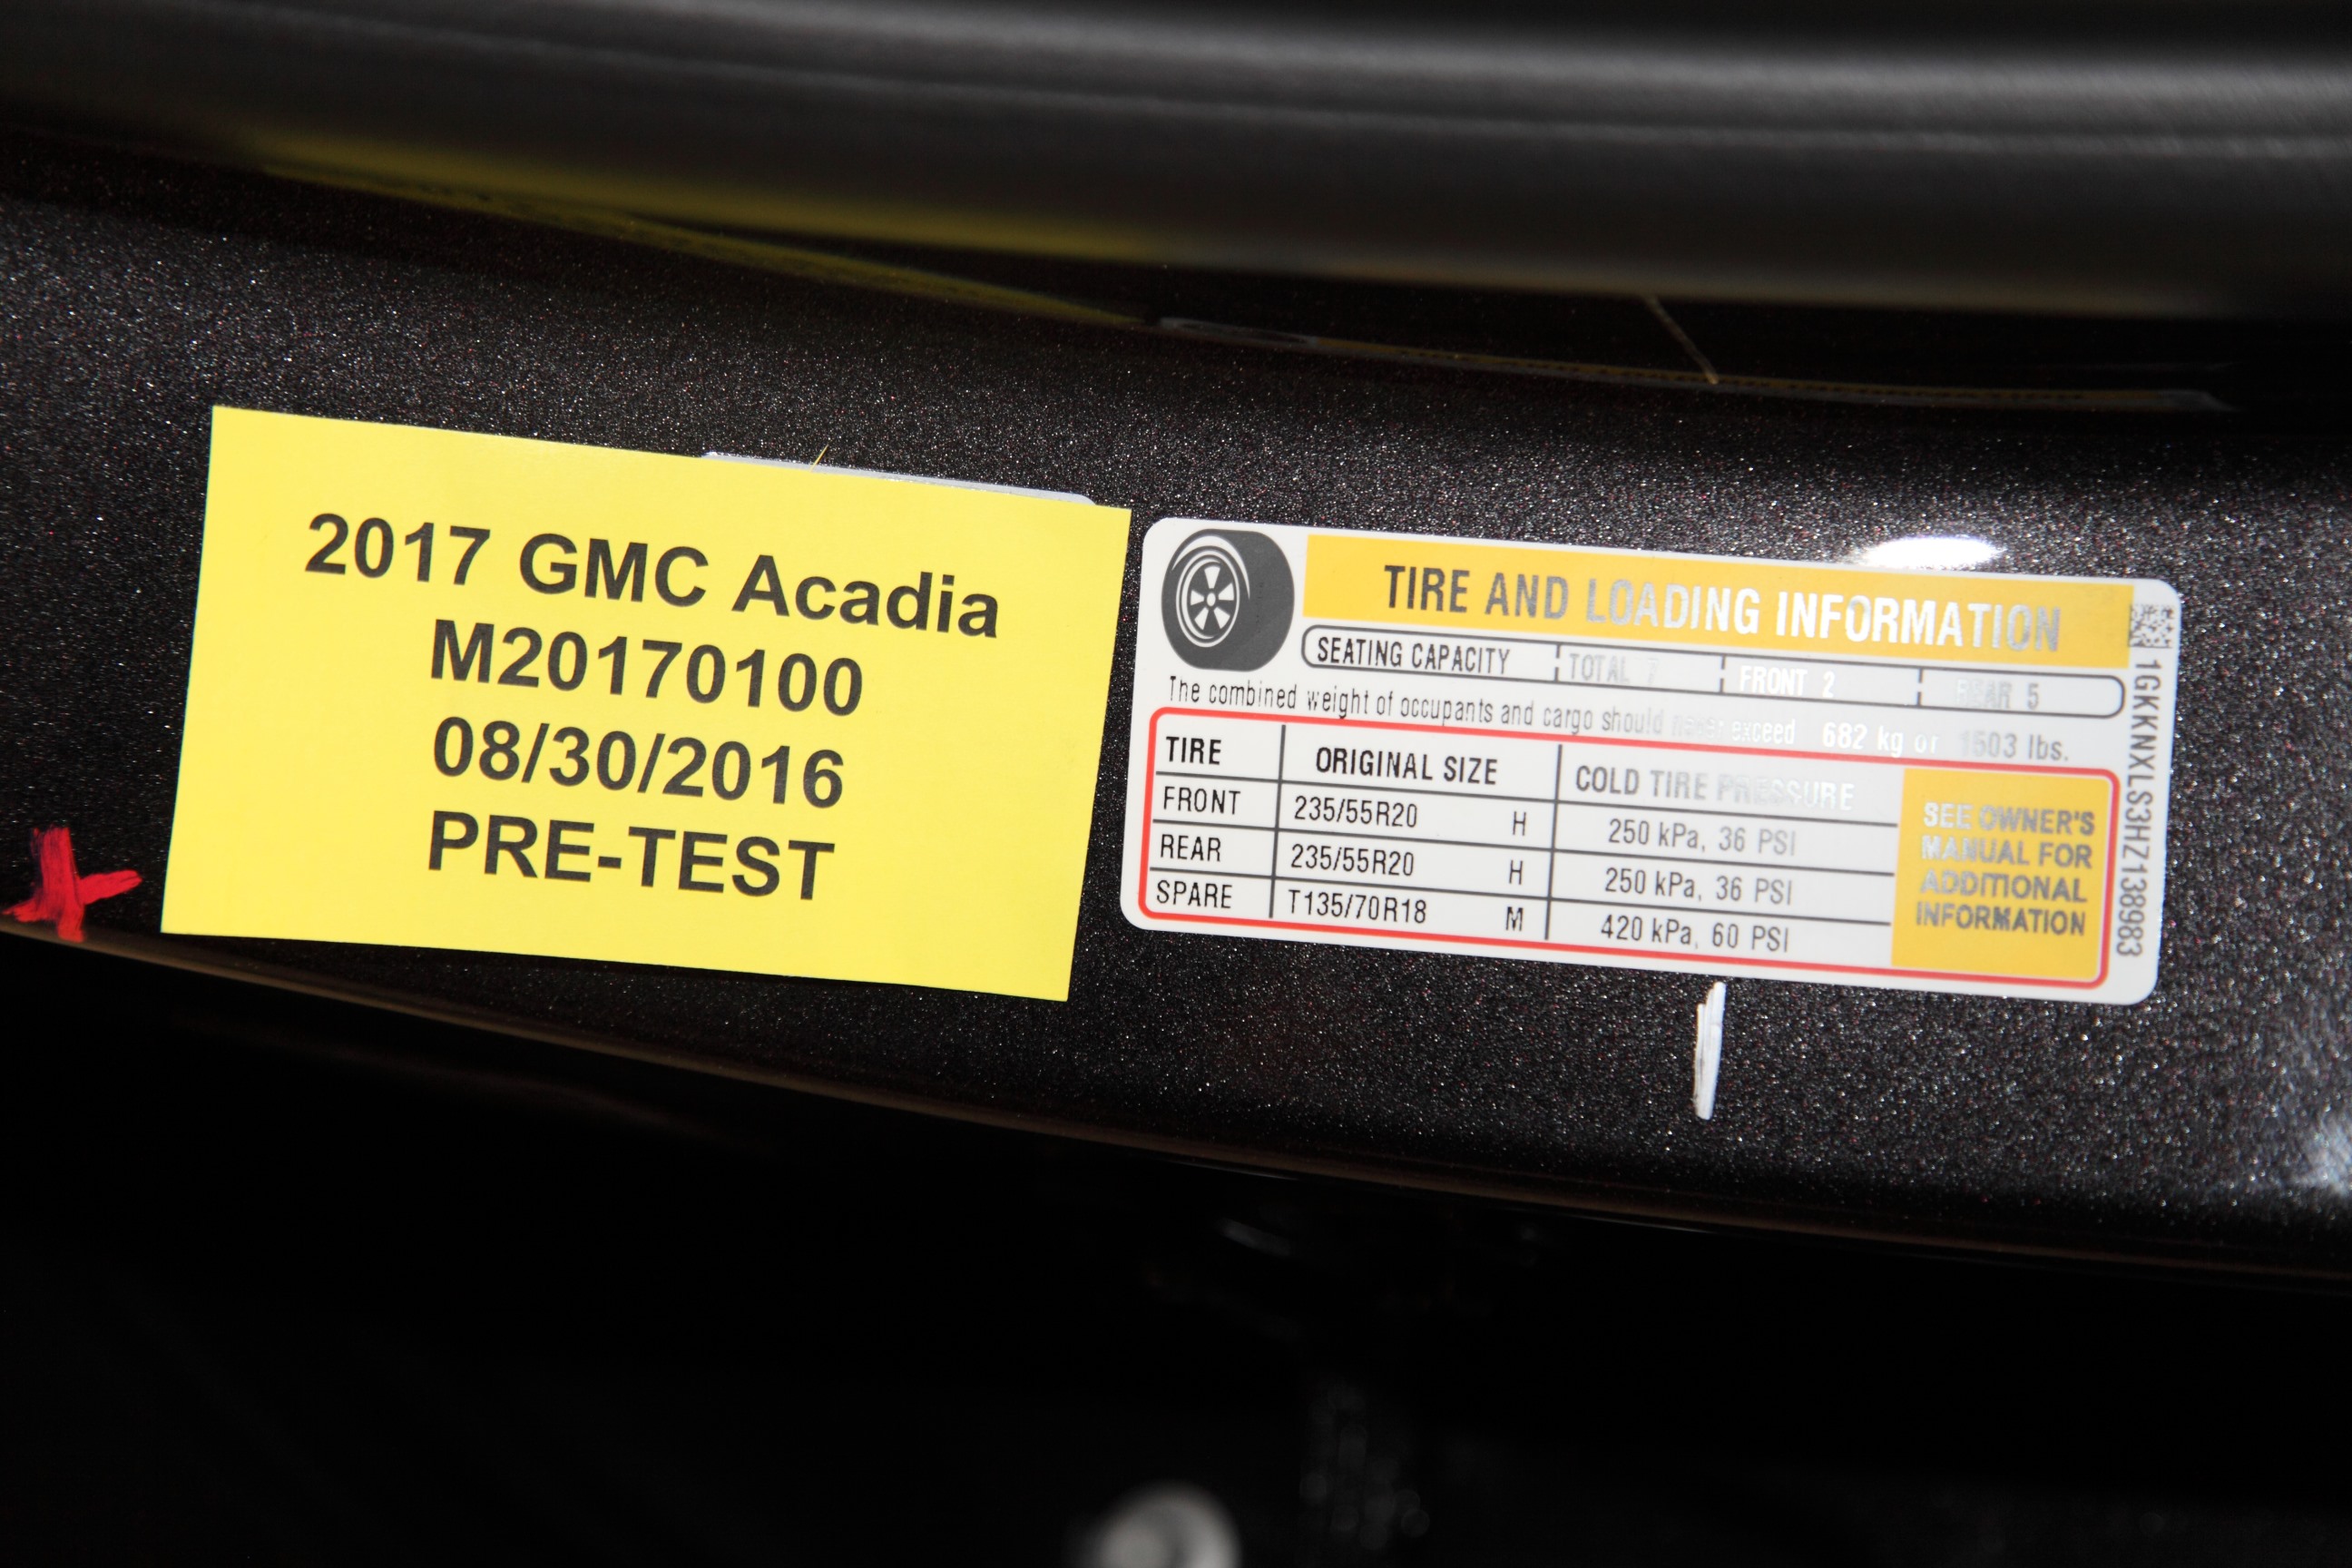 2017 GMC Acadia
M20170100
08/30/2016
PRE-TEST
TIRE AND LOADING INFORMATION
SEATING CAPACITY TOTAL 7 FRONT 2 REAR 5
The combined weight of occupants and cargo should never exceed 682 kg or 1503 lbs.
TIRE ORIGINAL SIZE COLD TIRE PRESSURE
FRONT 235/55R20 H 250 kPa, 36 PSI
REAR 235/55R20 H 250 kPa, 36 PSI
SPARE T135/70R18 M 420 kPa, 60 PSI
SEE OWNER'S
MANUAL FOR
ADDITIONAL
INFORMATION
1GKKNXLS3HZ138983